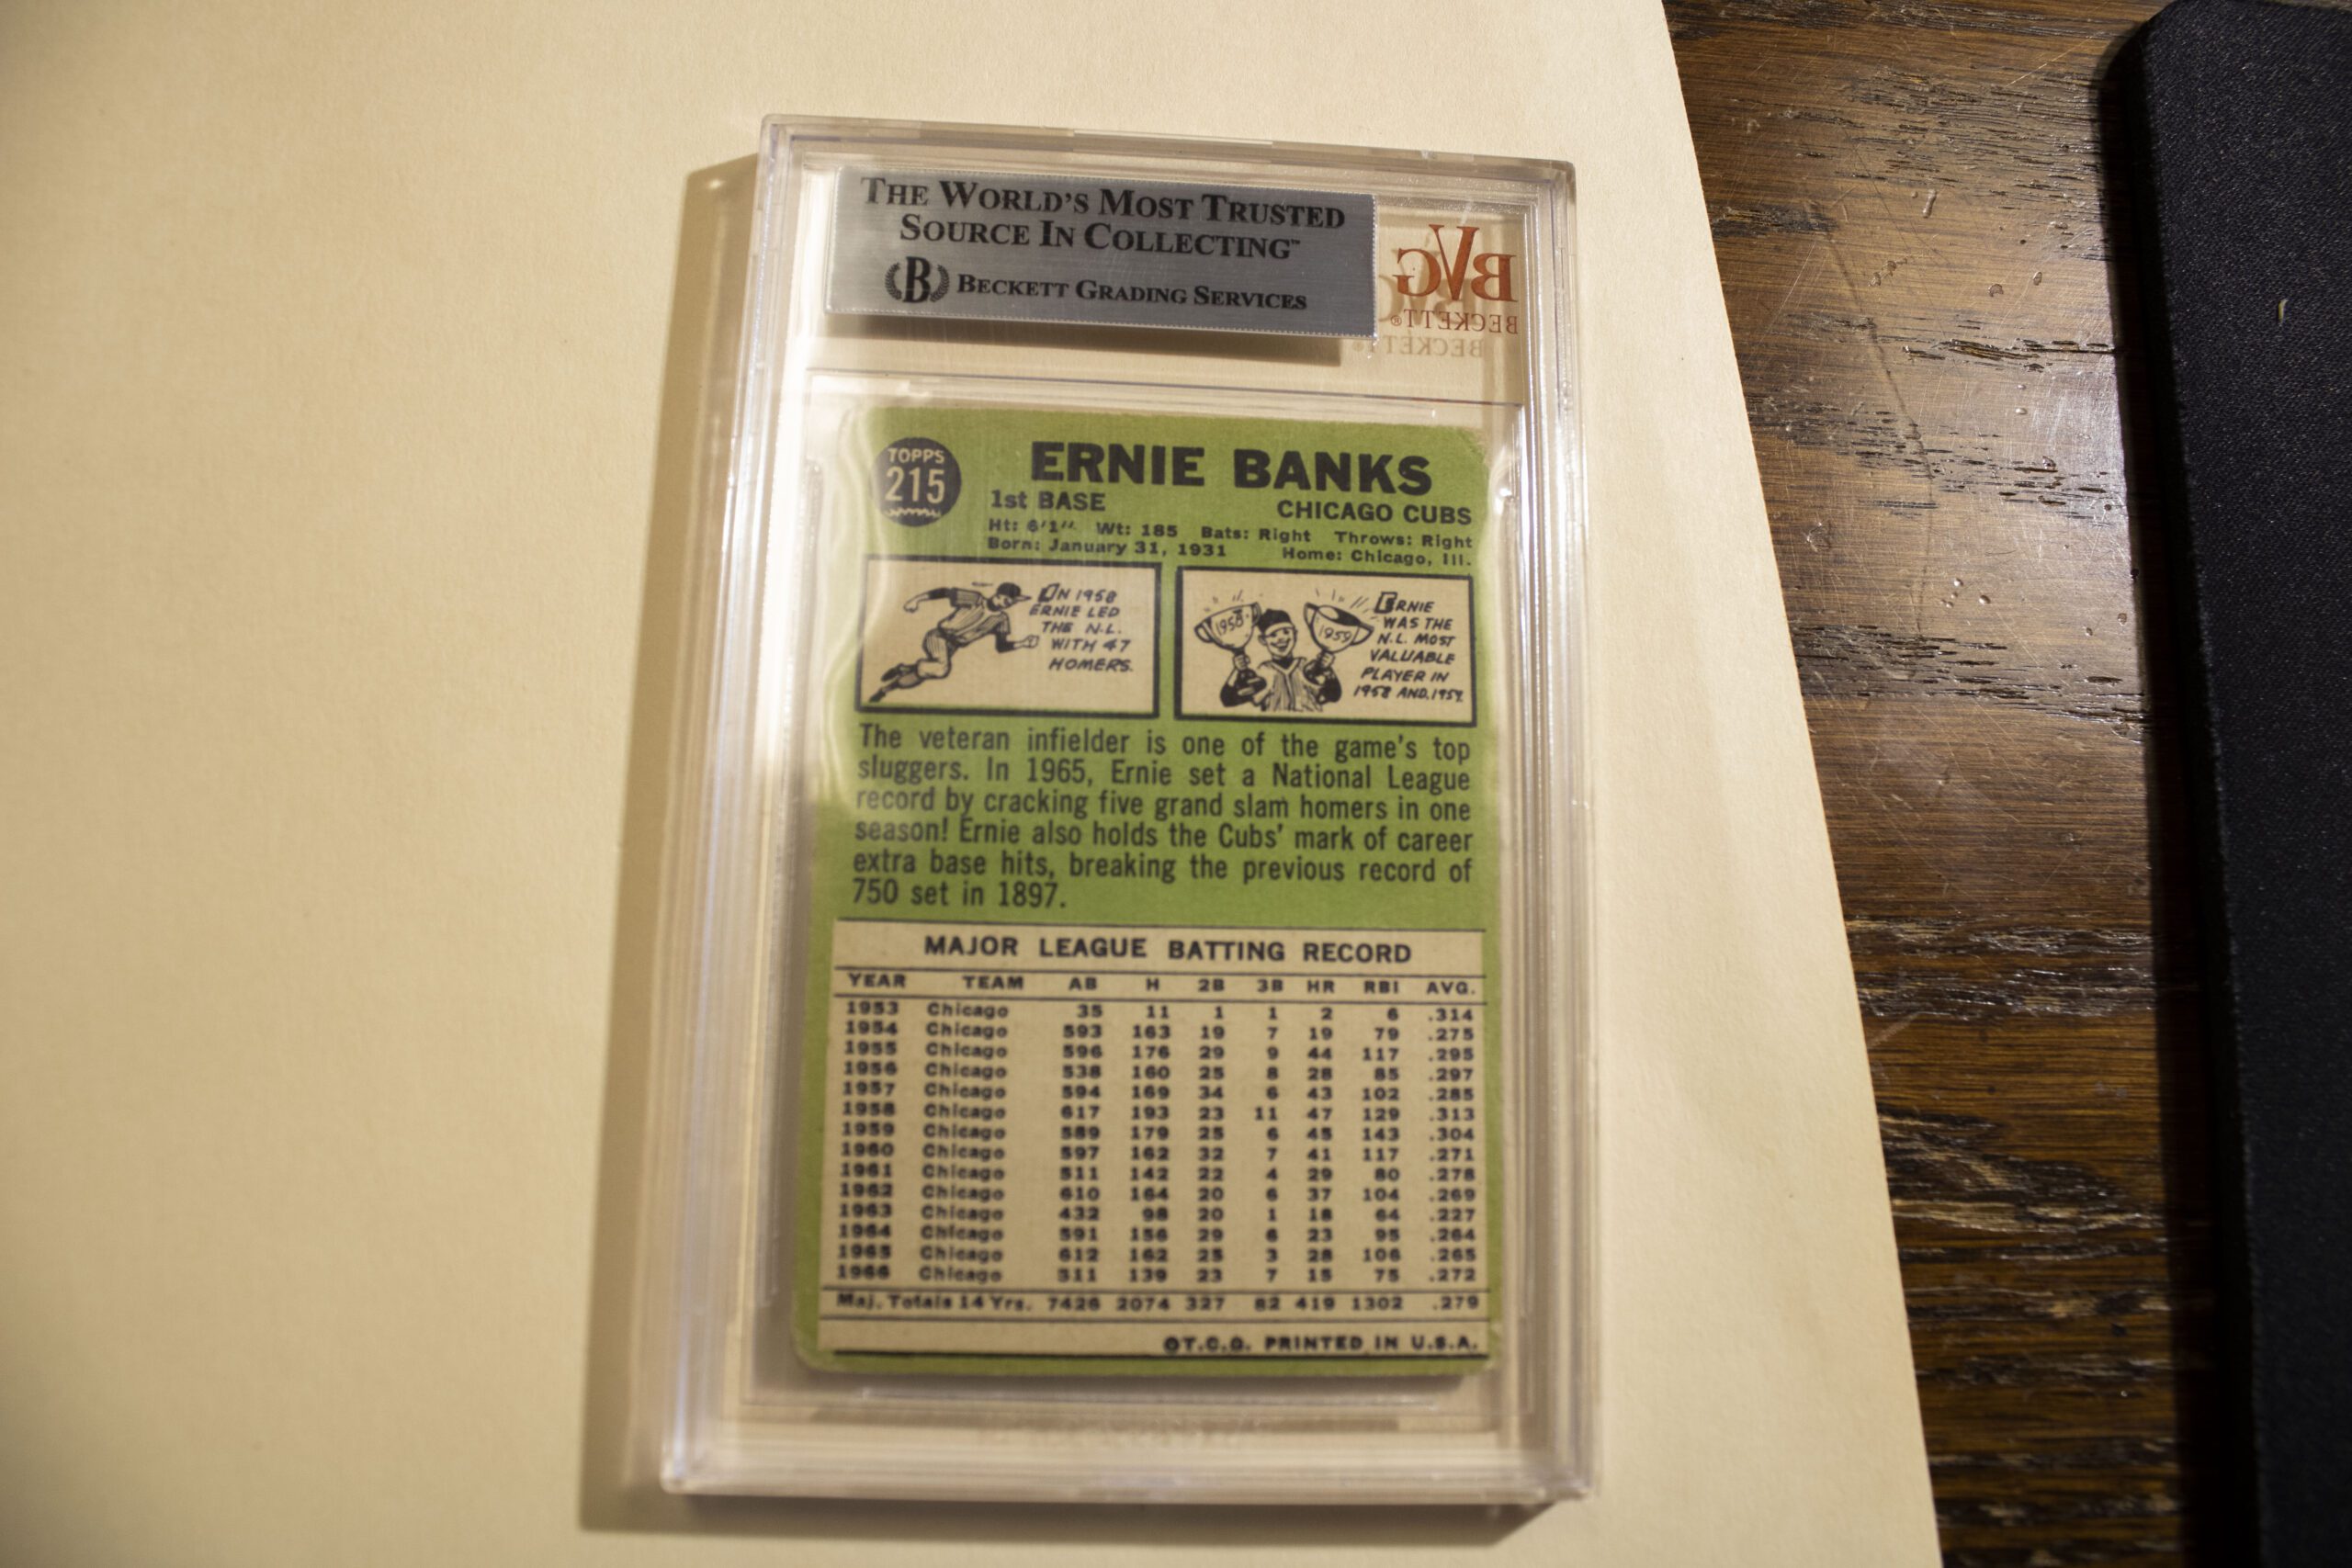 THE WORLD'S MOST TRUSTED
SOURCE IN COLLECTING™
B BECKETT GRADING SERVICES
BVG
BECKETT®
TOPPS
215
ERNIE BANKS
1st BASE CHICAGO CUBS
Ht: 6'1" Wt: 185 Bats: Right Throws: Right
Born: January 31, 1931 Home: Chicago, Ill.
IN 1958
ERNIE LED
THE N.L.
WITH 47
HOMERS.
1958
1959
ERNIE
WAS THE
N.L. MOST
VALUABLE
PLAYER IN
1958 AND 1959.
The veteran infielder is one of the game's top
sluggers. In 1965, Ernie set a National League
record by cracking five grand slam homers in one
season! Ernie also holds the Cubs' mark of career
extra base hits, breaking the previous record of
750 set in 1897.
MAJOR LEAGUE BATTING RECORD
YEAR TEAM AB H 2B 3B HR RBI AVG.
1953 Chicago 35 11 1 1 2 6 .314
1954 Chicago 593 163 19 7 19 79 .275
1955 Chicago 596 176 29 9 44 117 .295
1956 Chicago 538 160 25 8 28 85 .297
1957 Chicago 594 169 34 6 43 102 .285
1958 Chicago 617 193 23 11 47 129 .313
1959 Chicago 589 179 25 6 45 143 .304
1960 Chicago 597 162 32 7 41 117 .271
1961 Chicago 511 142 22 4 29 80 .278
1962 Chicago 610 164 20 6 37 104 .269
1963 Chicago 432 98 20 1 18 64 .227
1964 Chicago 591 156 29 6 23 95 .264
1965 Chicago 612 162 25 3 28 106 .265
1966 Chicago 511 139 23 7 15 75 .272
Maj. Totals 14 Yrs. 7426 2074 327 82 419 1302 .279
©T.C.G. PRINTED IN U.S.A.